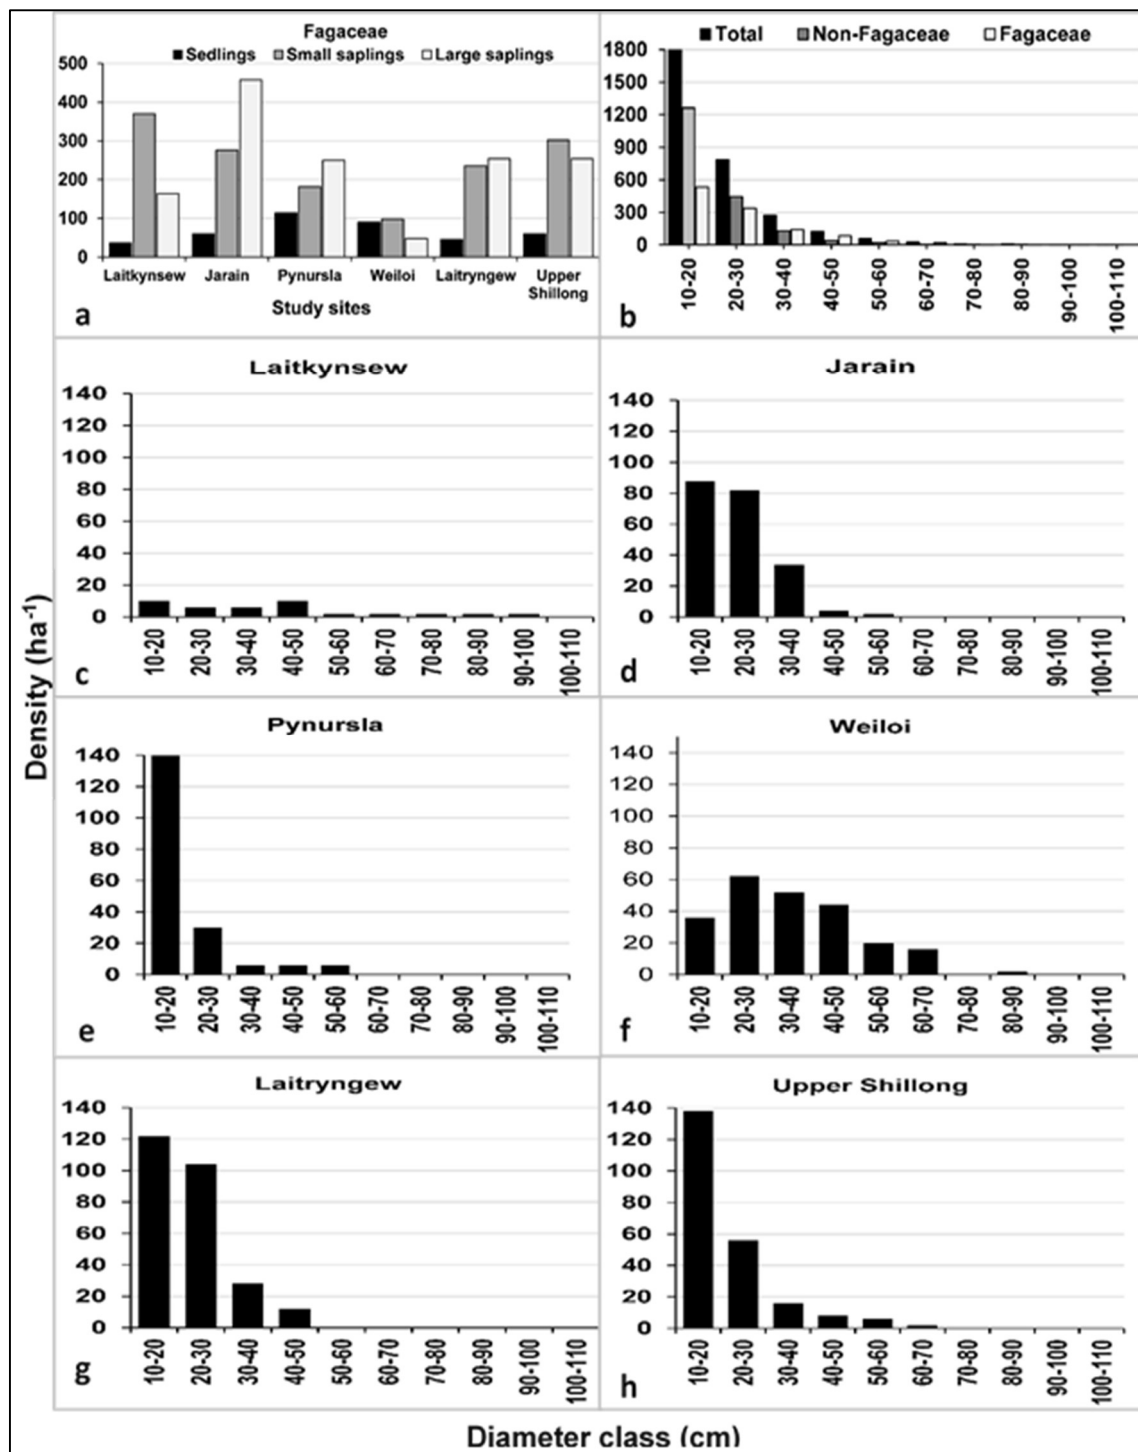 Fagaceae
Sedlings Small saplings Large saplings
500
400
300
200
100
0
Laitkynsew Jarain Pynursla Weiloi Laitryngew Upper Shillong
Study sites
a
Total Non-Fagaceae Fagaceae
1800
1500
1200
900
600
300
0
10-20 20-30 30-40 40-50 50-60 60-70 70-80 80-90 90-100 100-110
b
Laitkynsew
140
120
100
80
60
40
20
0
10-20 20-30 30-40 40-50 50-60 60-70 70-80 80-90 90-100 100-110
c
Jarain
140
120
100
80
60
40
20
0
10-20 20-30 30-40 40-50 50-60 60-70 70-80 80-90 90-100 100-110
d
Density (ha-1)
Pynursla
140
120
100
80
60
40
20
0
10-20 20-30 30-40 40-50 50-60 60-70 70-80 80-90 90-100 100-110
e
Weiloi
140
120
100
80
60
40
20
0
10-20 20-30 30-40 40-50 50-60 60-70 70-80 80-90 90-100 100-110
f
Laitryngew
140
120
100
80
60
40
20
0
10-20 20-30 30-40 40-50 50-60 60-70 70-80 80-90 90-100 100-110
g
Upper Shillong
140
120
100
80
60
40
20
0
10-20 20-30 30-40 40-50 50-60 60-70 70-80 80-90 90-100 100-110
h
Diameter class (cm)